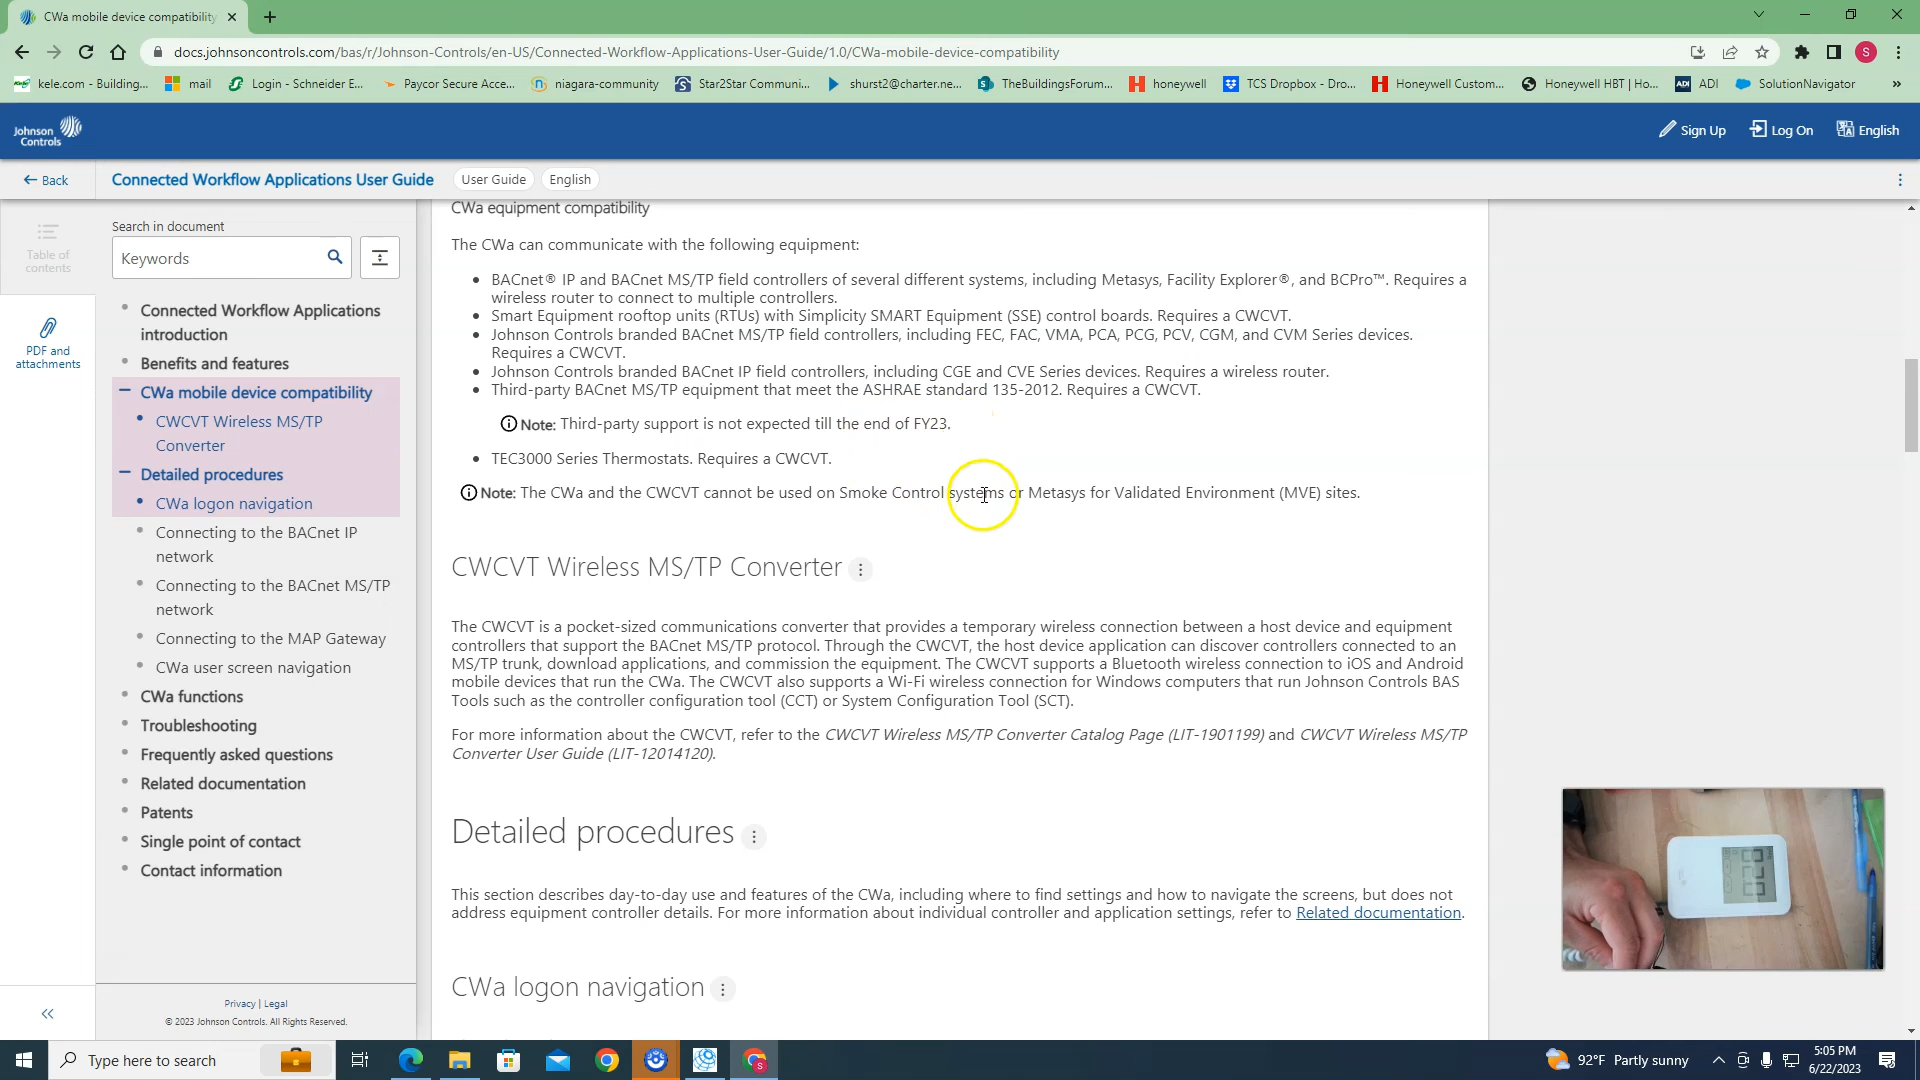 CWa mobile device compatibility
docs.johnsoncontrols.com/bas/r/Johnson-Controls/en-US/Connected-Workflow-Applications-User-Guide/1.0/CWa-mobile-device-compatibility
S
kele.com - Building...
mail
Login - Schneider E...
Paycor Secure Acce...
niagara-community
Star2Star Communi...
shurst2@charter.ne...
TheBuildingsForum...
honeywell
TCS Dropbox - Dro...
Honeywell Custom...
Honeywell HBT | Ho...
ADI
SolutionNavigator
»
Johnson
Controls
Sign Up
Log On
English
Back
Connected Workflow Applications User Guide
User Guide
English
Table of
contents
PDF and
attachments
Search in document
Keywords
Connected Workflow Applications
introduction
Benefits and features
CWa mobile device compatibility
CWCVT Wireless MS/TP
Converter
Detailed procedures
CWa logon navigation
Connecting to the BACnet IP
network
Connecting to the BACnet MS/TP
network
Connecting to the MAP Gateway
CWa user screen navigation
CWa functions
Troubleshooting
Frequently asked questions
Related documentation
Patents
Single point of contact
Contact information
Privacy | Legal
© 2023 Johnson Controls. All Rights Reserved.
CWa equipment compatibility
The CWa can communicate with the following equipment:
• BACnet® IP and BACnet MS/TP field controllers of several different systems, including Metasys, Facility Explorer®, and BCPro™. Requires a
wireless router to connect to multiple controllers.
• Smart Equipment rooftop units (RTUs) with Simplicity SMART Equipment (SSE) control boards. Requires a CWCVT.
• Johnson Controls branded BACnet MS/TP field controllers, including FEC, FAC, VMA, PCA, PCG, PCV, CGM, and CVM Series devices.
Requires a CWCVT.
• Johnson Controls branded BACnet IP field controllers, including CGE and CVE Series devices. Requires a wireless router.
• Third-party BACnet MS/TP equipment that meet the ASHRAE standard 135-2012. Requires a CWCVT.
Note: Third-party support is not expected till the end of FY23.
• TEC3000 Series Thermostats. Requires a CWCVT.
Note: The CWa and the CWCVT cannot be used on Smoke Control systems or Metasys for Validated Environment (MVE) sites.
CWCVT Wireless MS/TP Converter
The CWCVT is a pocket-sized communications converter that provides a temporary wireless connection between a host device and equipment
controllers that support the BACnet MS/TP protocol. Through the CWCVT, the host device application can discover controllers connected to an
MS/TP trunk, download applications, and commission the equipment. The CWCVT supports a Bluetooth wireless connection to iOS and Android
mobile devices that run the CWa. The CWCVT also supports a Wi-Fi wireless connection for Windows computers that run Johnson Controls BAS
Tools such as the controller configuration tool (CCT) or System Configuration Tool (SCT).
For more information about the CWCVT, refer to the CWCVT Wireless MS/TP Converter Catalog Page (LIT-1901199) and CWCVT Wireless MS/TP
Converter User Guide (LIT-12014120).
Detailed procedures
This section describes day-to-day use and features of the CWa, including where to find settings and how to navigate the screens, but does not
address equipment controller details. For more information about individual controller and application settings, refer to Related documentation.
CWa logon navigation
Type here to search
92°F Partly sunny
5:05 PM
6/22/2023